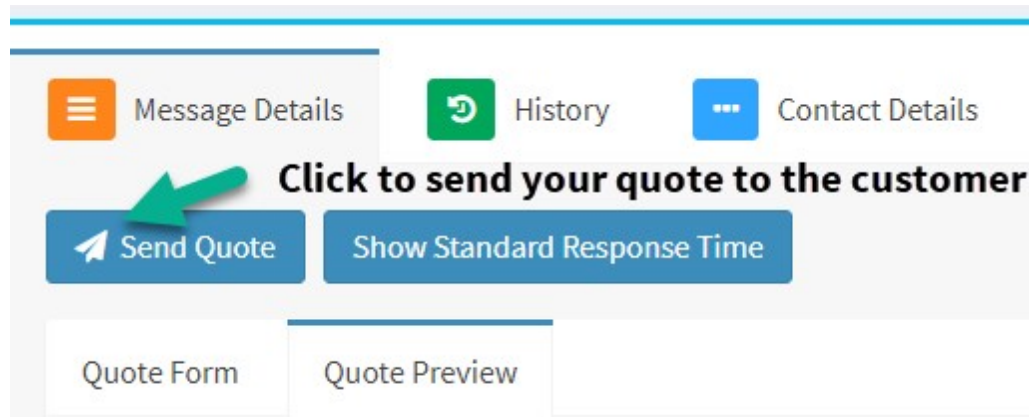 Message Details History Contact Details
Click to send your quote to the customer
Send Quote Show Standard Response Time
Quote Form Quote Preview